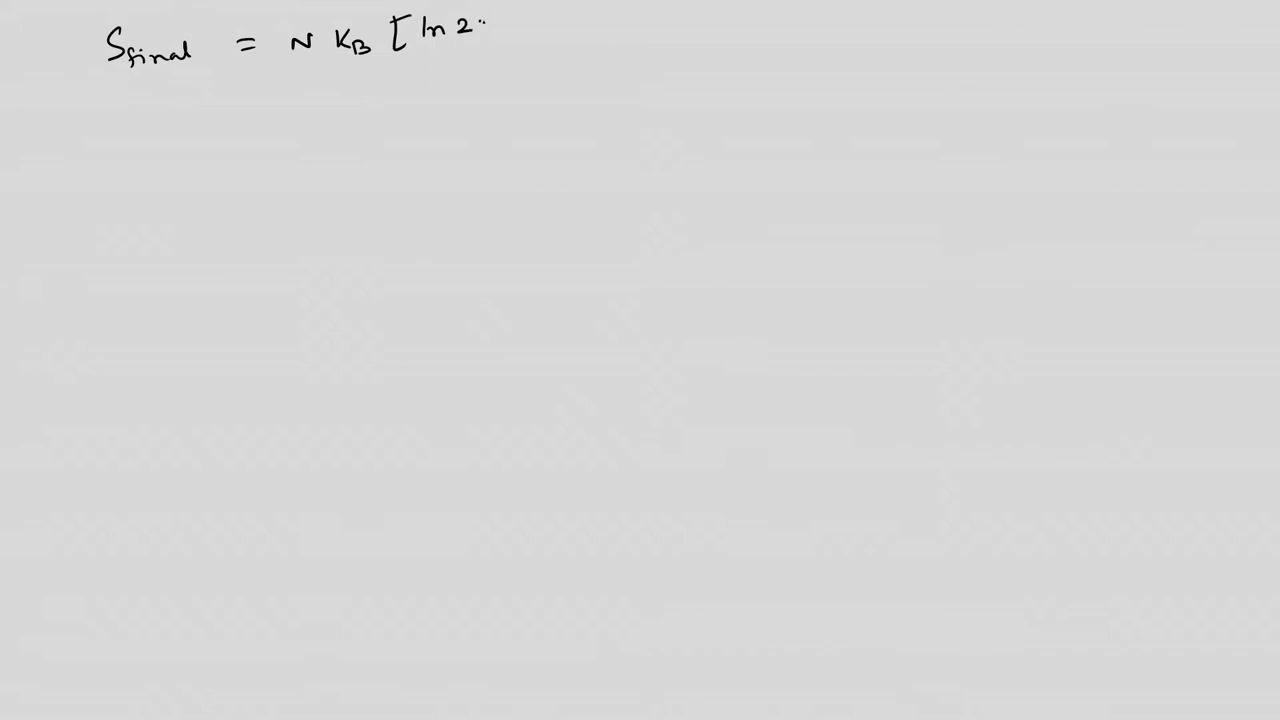 S_final = N K_B [ ln 2